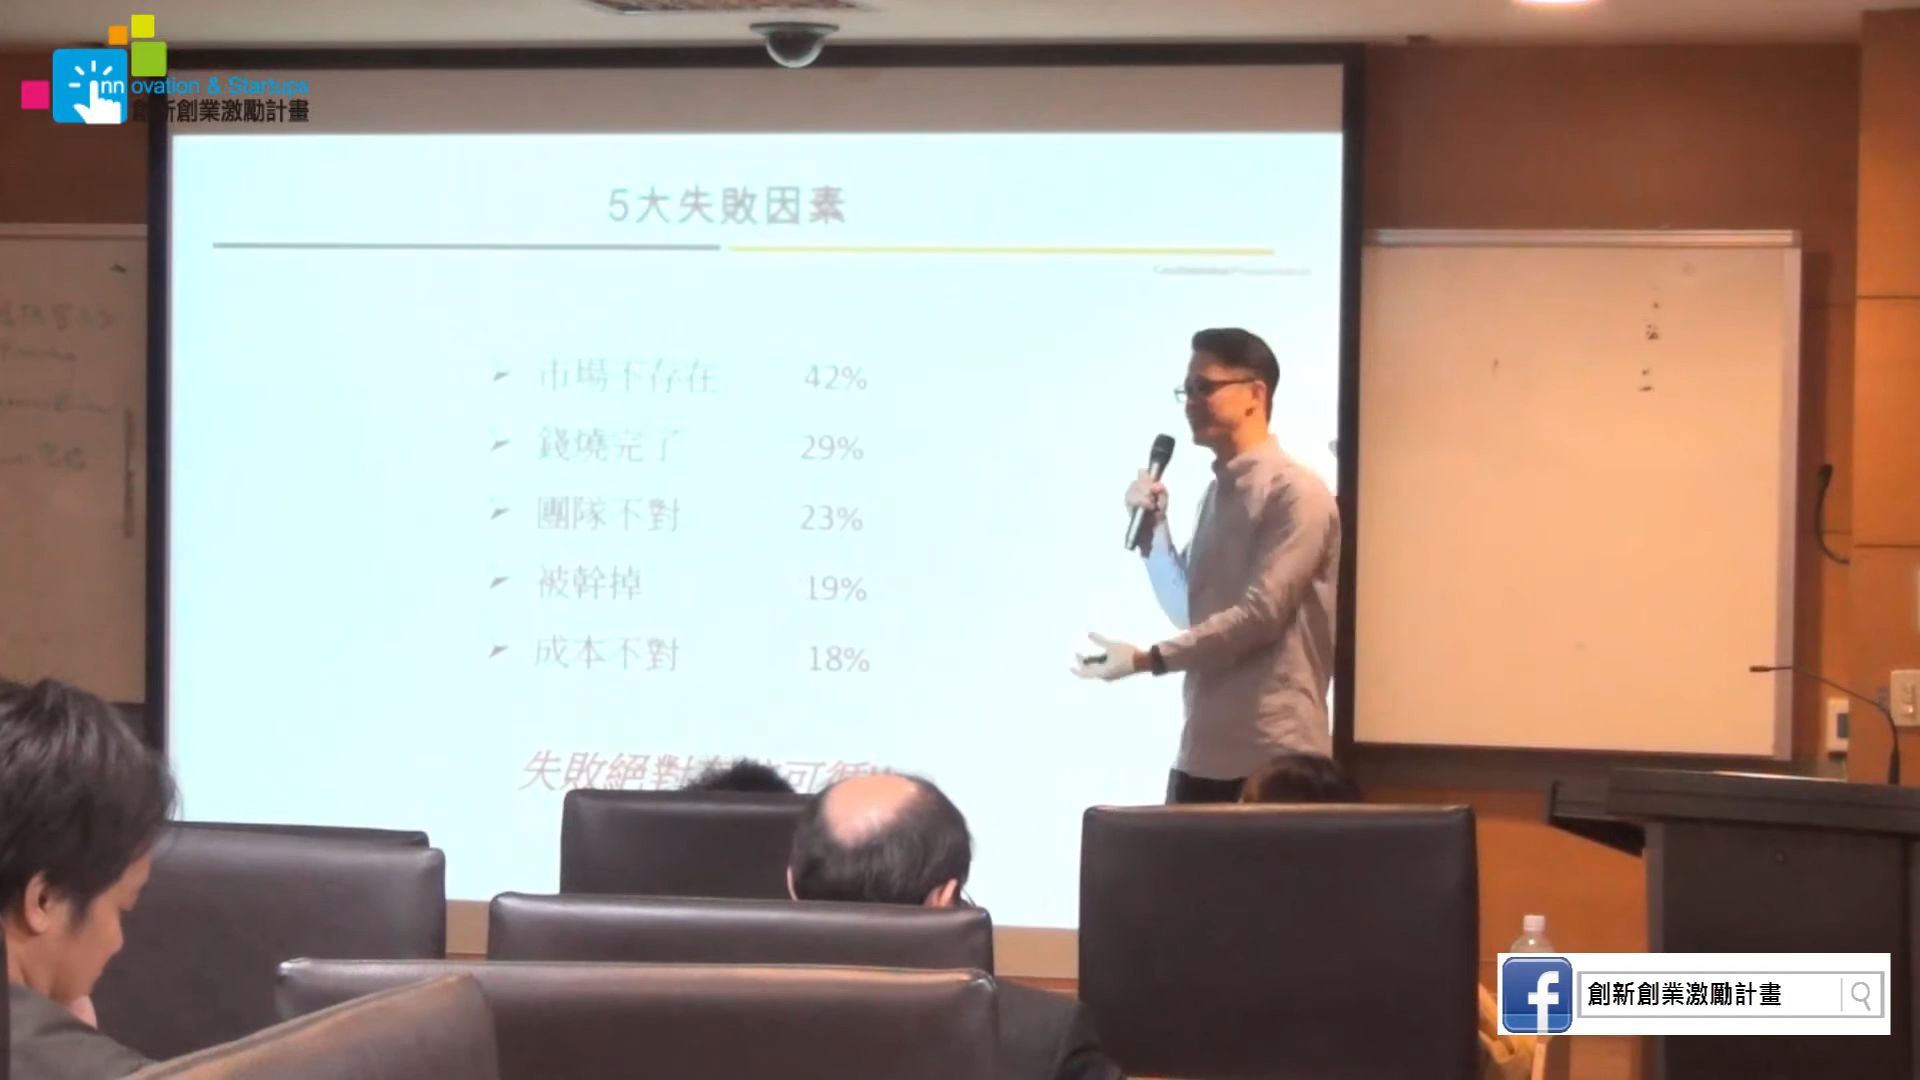 innovation & Startups
創新創業激勵計畫
5大失敗因素
➢ 市場不存在 42%
➢ 錢燒完了 29%
➢ 團隊不對 23%
➢ 被幹掉 19%
➢ 成本不對 18%
失敗絕對
創新創業激勵計畫